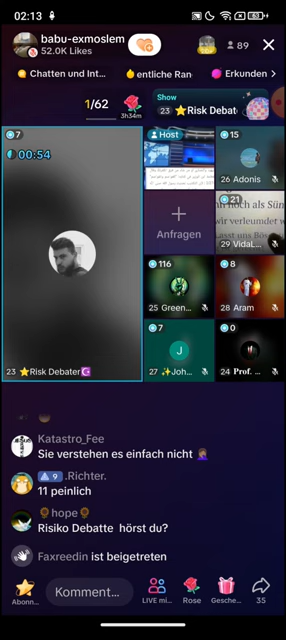 02:13
63
babu-exmoslem
52.0K Likes
89
Chatten und Int...
entliche Ran
Erkunden
1/62
3h34m
Show
23 ⭐Risk Debat
7
00:54
Host
15
26 Adonis
Anfragen
21
29 VidaL...
116
25 Green...
8
28 Aram
7
J
27 ✨Joh...
0
24 Prof. ...
23 ⭐Risk Debater☪️
Katastro_Fee
Sie verstehen es einfach nicht 🤦🏾‍♀️
9 .Richter.
11 peinlich
🌻hope🌻
Risiko Debatte hörst du?
Faxreedin ist beigetreten
Abonn...
Komment...
LIVE mi...
Rose
Gesche...
35